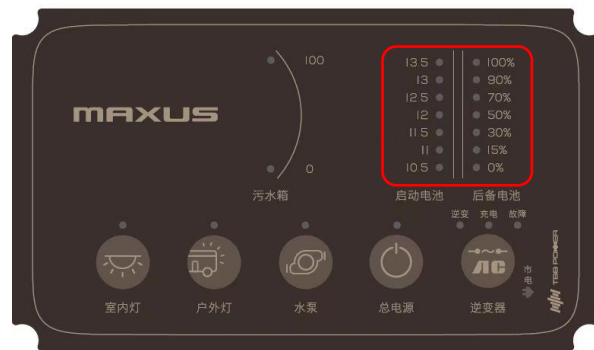 MAXUS
100
0
污水箱
13.5
13
12.5
12
11.5
11
10.5
启动电池
100%
90%
70%
50%
30%
15%
0%
后备电池
逆变 充电 故障
室内灯
户外灯
水泵
总电源
AC
逆变器
市电
TBB POWER